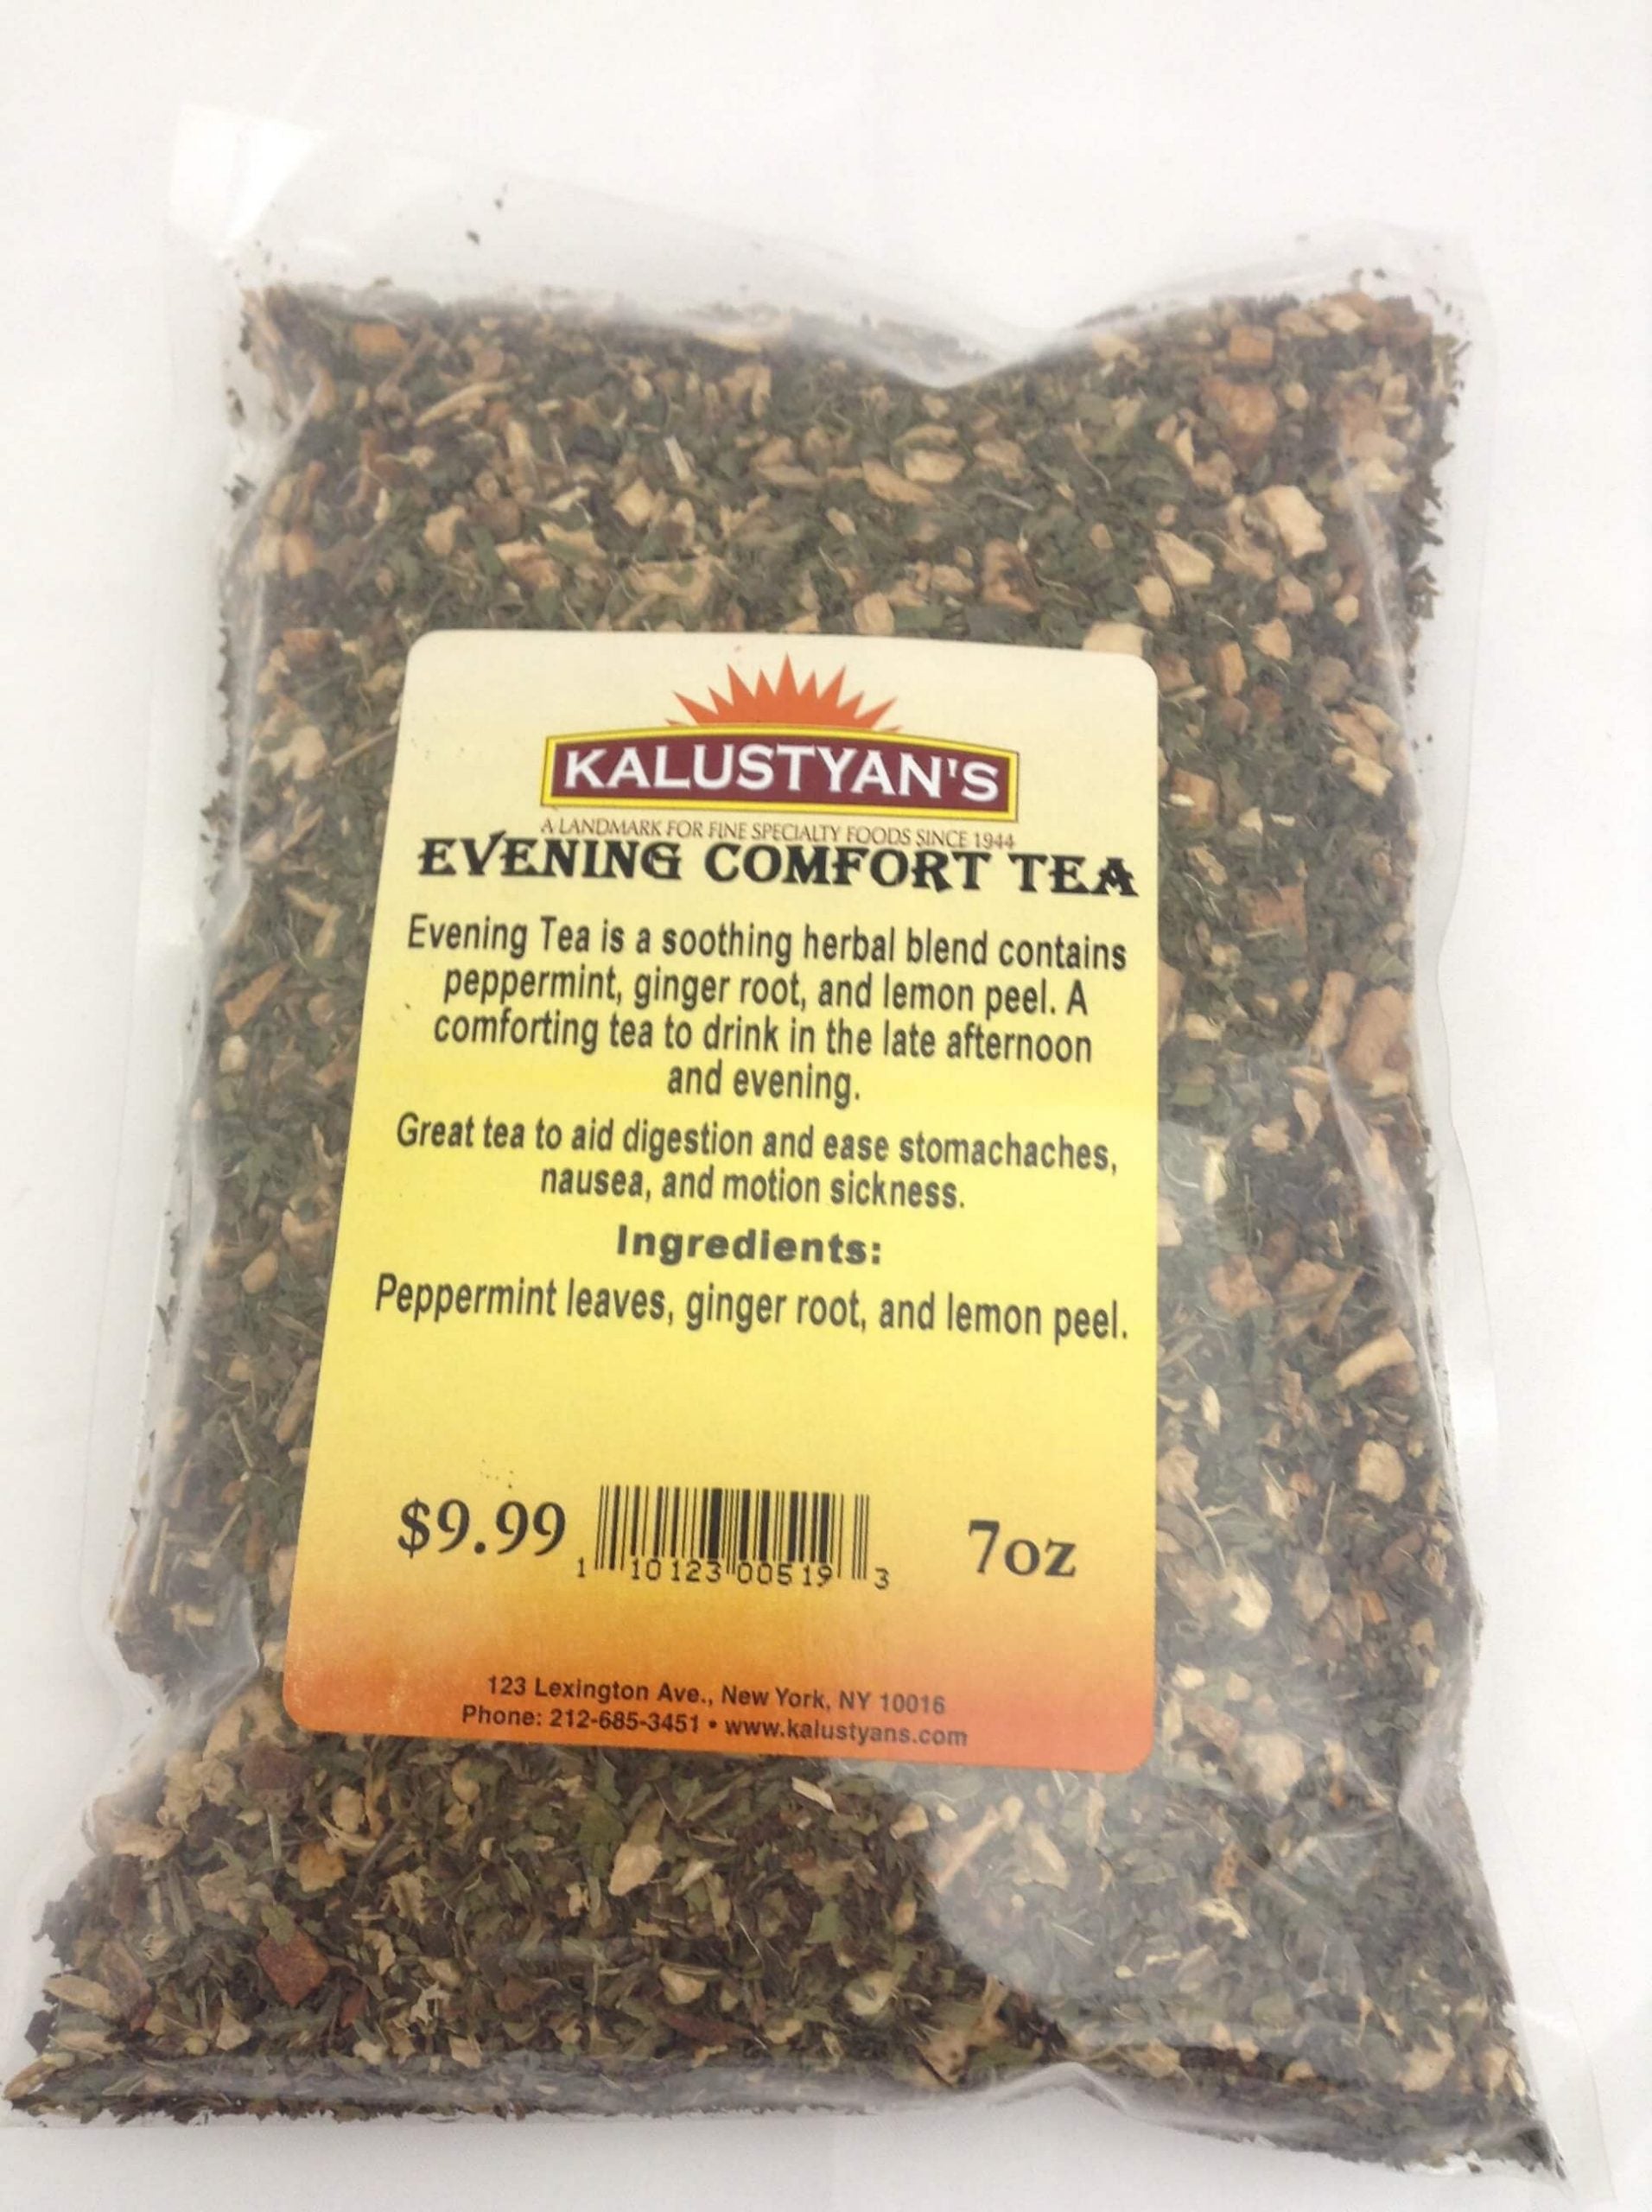 KALUSTYAN'S
A LANDMARK FOR FINE SPECIALTY FOODS SINCE 1944
EVENING COMFORT TEA
Evening Tea is a soothing herbal blend contains
peppermint, ginger root, and lemon peel. A
comforting tea to drink in the late afternoon
and evening.
Great tea to aid digestion and ease stomachaches,
nausea, and motion sickness.
Ingredients:
Peppermint leaves, ginger root, and lemon peel.
$9.99
1 10123 00519 3
7oz
123 Lexington Ave., New York, NY 10016
Phone: 212-685-3451 • www.kalustyans.com